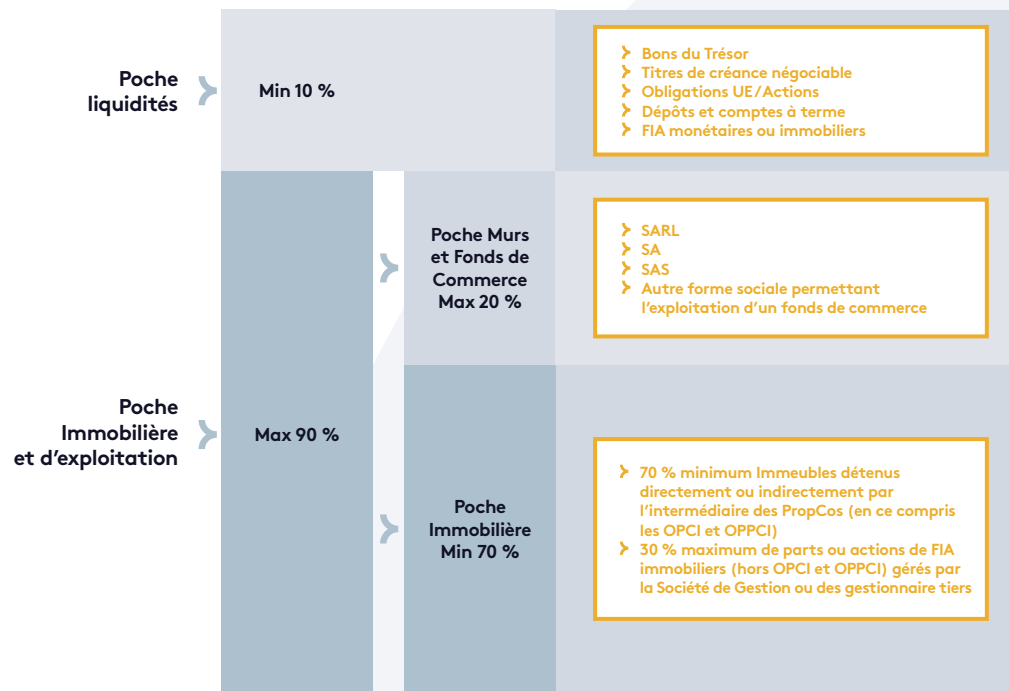 Poche
liquidités
Min 10 %
Bons du Trésor
Titres de créance négociable
Obligations UE/Actions
Dépôts et comptes à terme
FIA monétaires ou immobiliers
Poche
Immobilière
et d'exploitation
Max 90 %
Poche Murs
et Fonds de
Commerce
Max 20 %
SARL
SA
SAS
Autre forme sociale permettant
l'exploitation d'un fonds de commerce
Poche
Immobilière
Min 70 %
70 % minimum Immeubles détenus
directement ou indirectement par
l'intermédiaire des PropCos (en ce compris
les OPCI et OPPCI)
30 % maximum de parts ou actions de FIA
immobiliers (hors OPCI et OPPCI) gérés par
la Société de Gestion ou des gestionnaire tiers